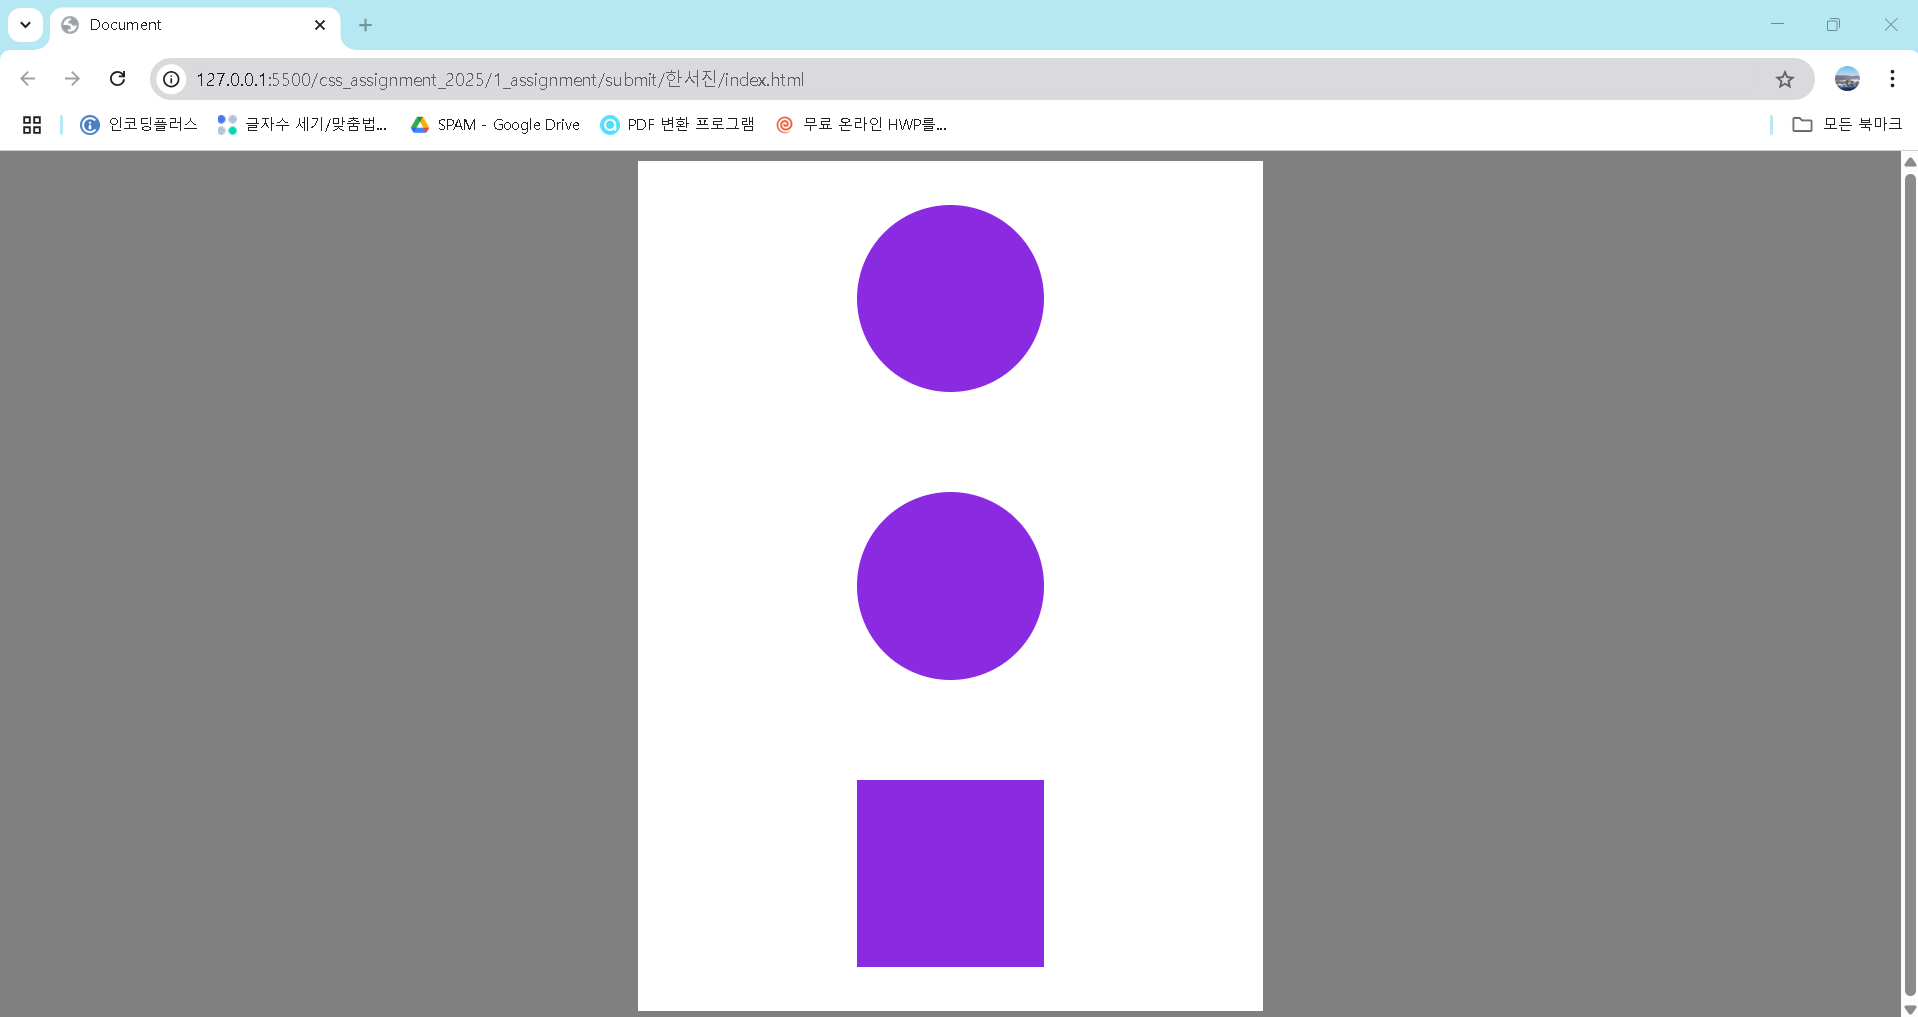 Document
127.0.0.1:5500/css_assignment_2025/1_assignment/submit/한서진/index.html
인코딩플러스 글자수 세기/맞춤법... SPAM - Google Drive PDF 변환 프로그램 무료 온라인 HWP를... 모든 북마크